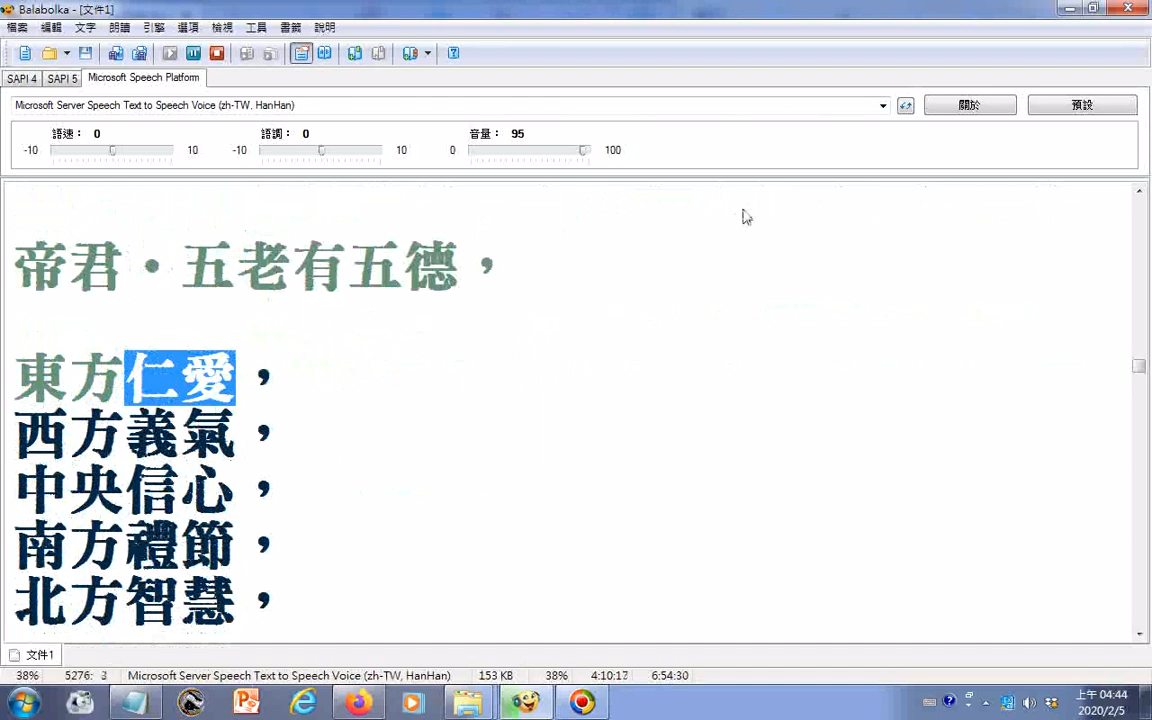 Balabolka - [文件1]
檔案 編輯 文字 朗讀 引擎 選項 檢視 工具 書籤 說明
SAPI 4 SAPI 5 Microsoft Speech Platform
Microsoft Server Speech Text to Speech Voice (zh-TW, HanHan) 關於 預設
語速： 0 語調： 0 音量： 95
-10 10 -10 10 0 100
帝君‧五老有五德，
東方仁愛，
西方義氣，
中央信心，
南方禮節，
北方智慧，
文件1
38% 5276: 3 Microsoft Server Speech Text to Speech Voice (zh-TW, HanHan) 153 KB 38% 4:10:17 6:54:30
上午 04:44
2020/2/5